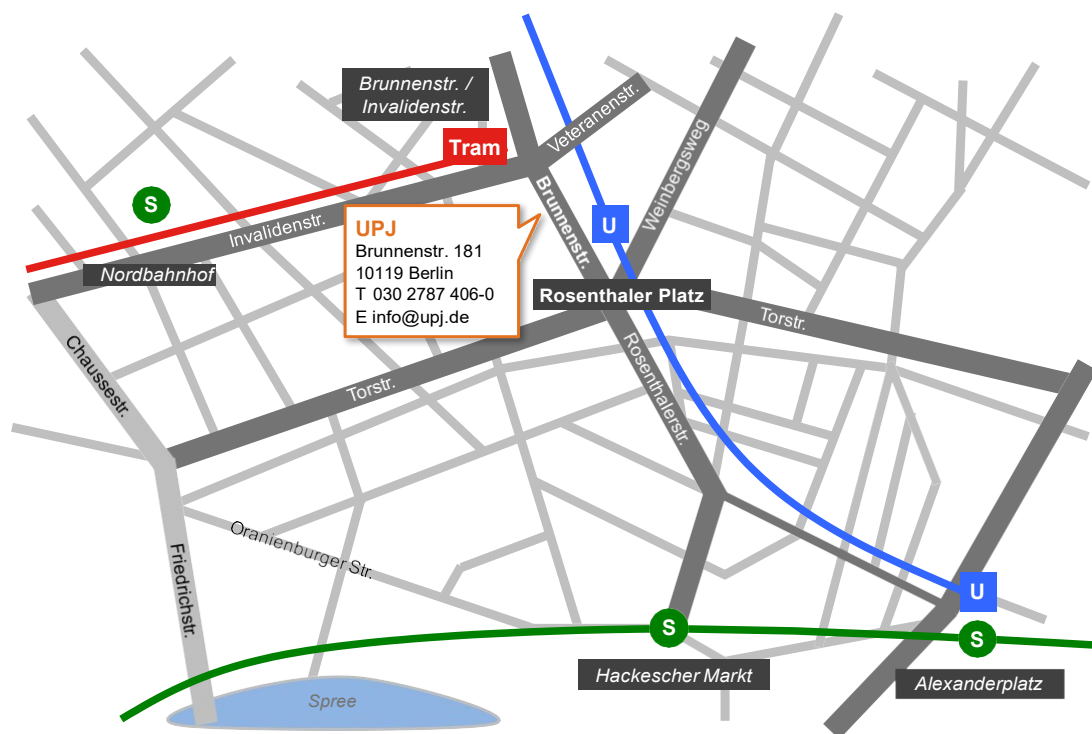 Brunnenstr. /
Invalidenstr.
Veteranenstr.
Tram
Weinbergsweg
S
Invalidenstr.
Brunnenstr.
U
UPJ
Brunnenstr. 181
10119 Berlin
T 030 2787 406-0
E info@upj.de
Nordbahnhof
Rosenthaler Platz
Torstr.
Chaussestr.
Torstr.
Rosenthalerstr.
Oranienburger Str.
Friedrichstr.
U
S
S
Hackescher Markt
Alexanderplatz
Spree